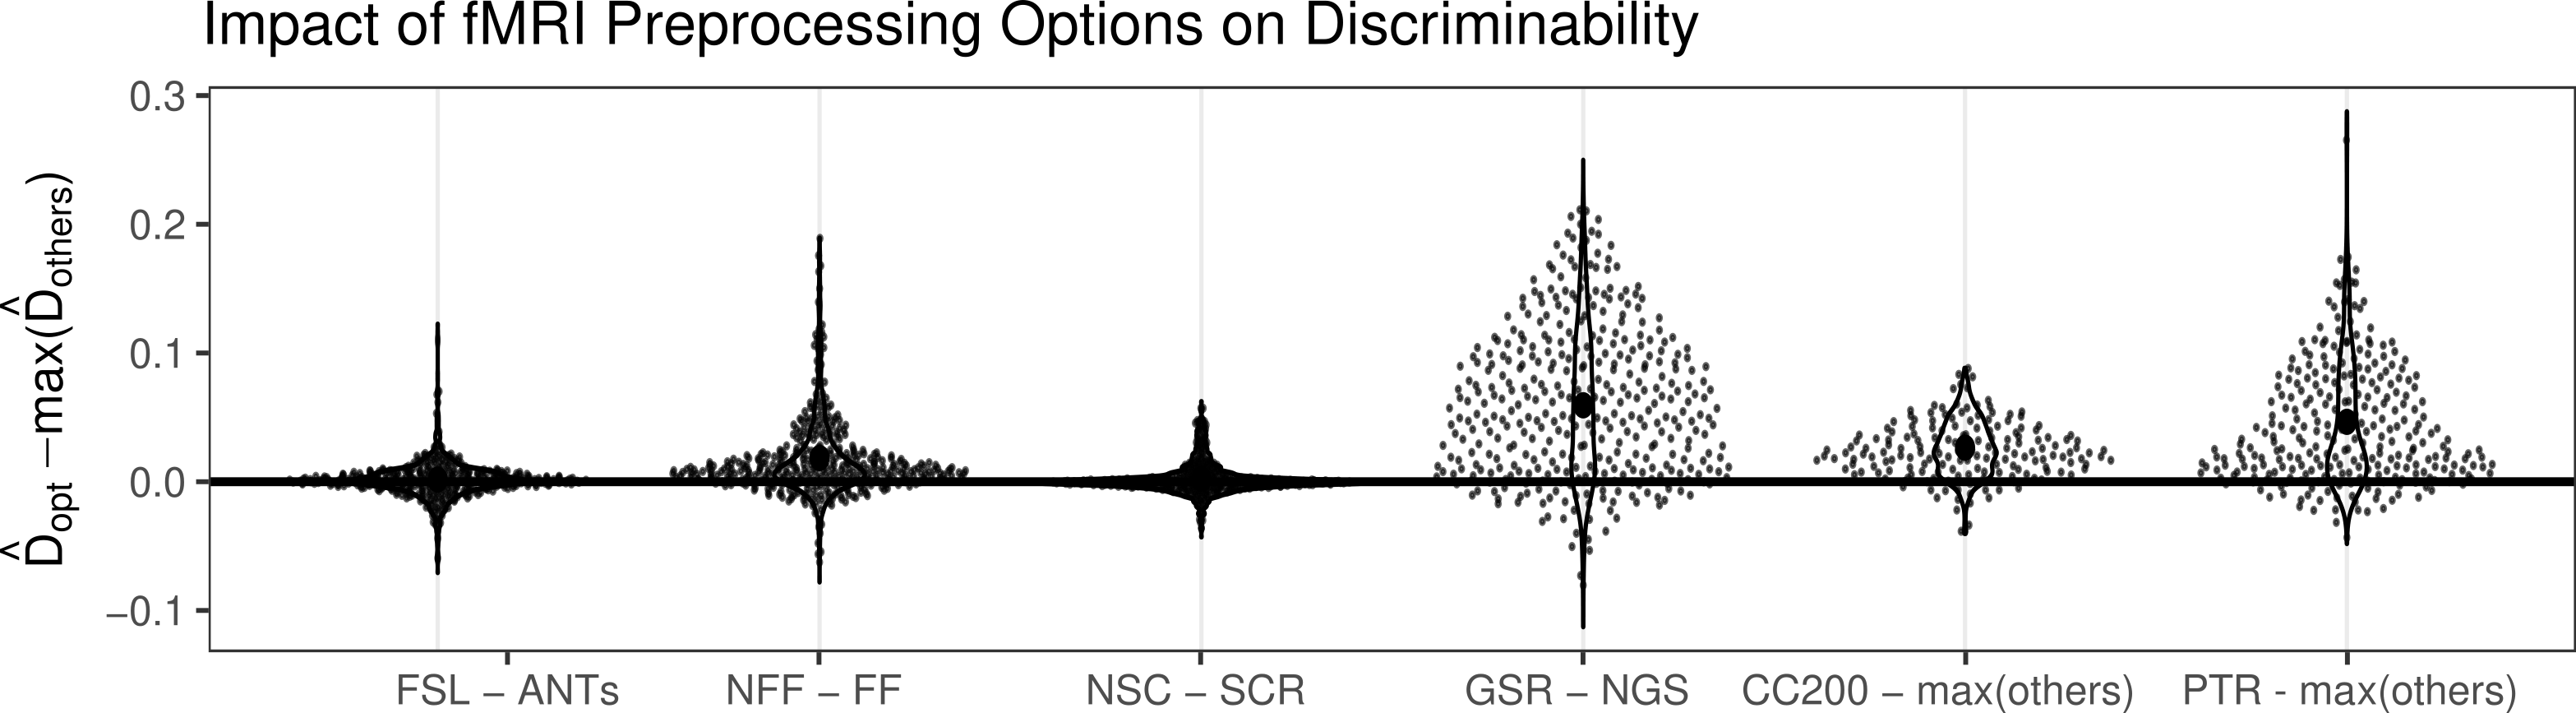 Impact of fMRI Preprocessing Options on Discriminability
D̂opt −max(D̂others)
0.3
0.2
0.1
0.0
−0.1
FSL − ANTs NFF − FF NSC − SCR GSR − NGS CC200 − max(others) PTR - max(others)